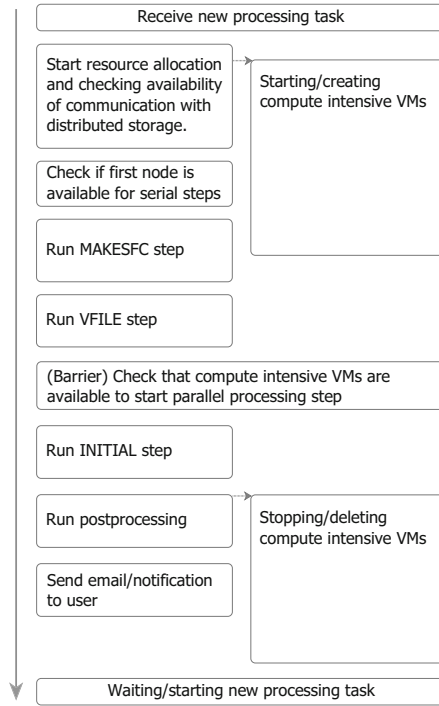 Receive new processing task
Start resource allocation
and checking availability
of communication with
distributed storage.
Starting/creating
compute intensive VMs
Check if first node is
available for serial steps
Run MAKESFC step
Run VFILE step
(Barrier) Check that compute intensive VMs are
available to start parallel processing step
Run INITIAL step
Run postprocessing
Stopping/deleting
compute intensive VMs
Send email/notification
to user
Waiting/starting new processing task